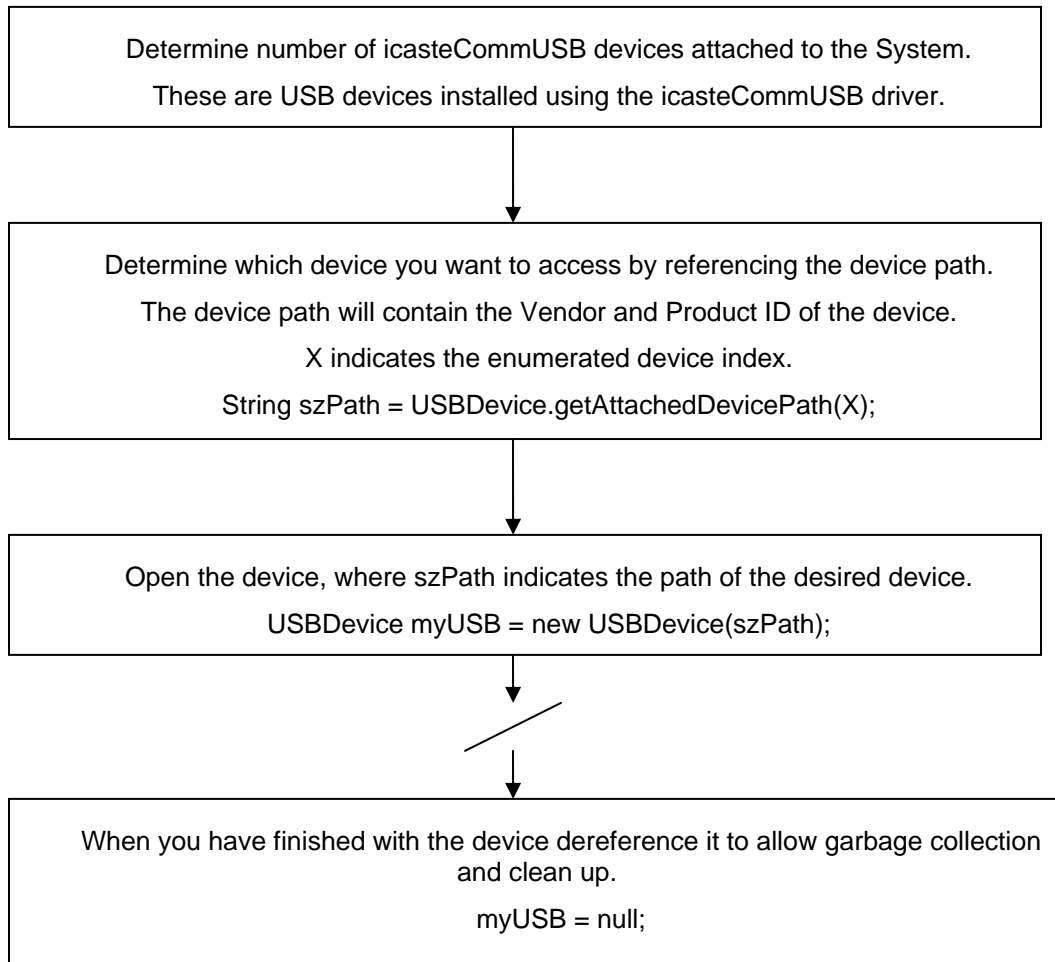 Determine number of icasteCommUSB devices attached to the System.
These are USB devices installed using the icasteCommUSB driver.
Determine which device you want to access by referencing the device path.
The device path will contain the Vendor and Product ID of the device.
X indicates the enumerated device index.
String szPath = USBDevice.getAttachedDevicePath(X);
Open the device, where szPath indicates the path of the desired device.
USBDevice myUSB = new USBDevice(szPath);
When you have finished with the device dereference it to allow garbage collection
and clean up.
myUSB = null;